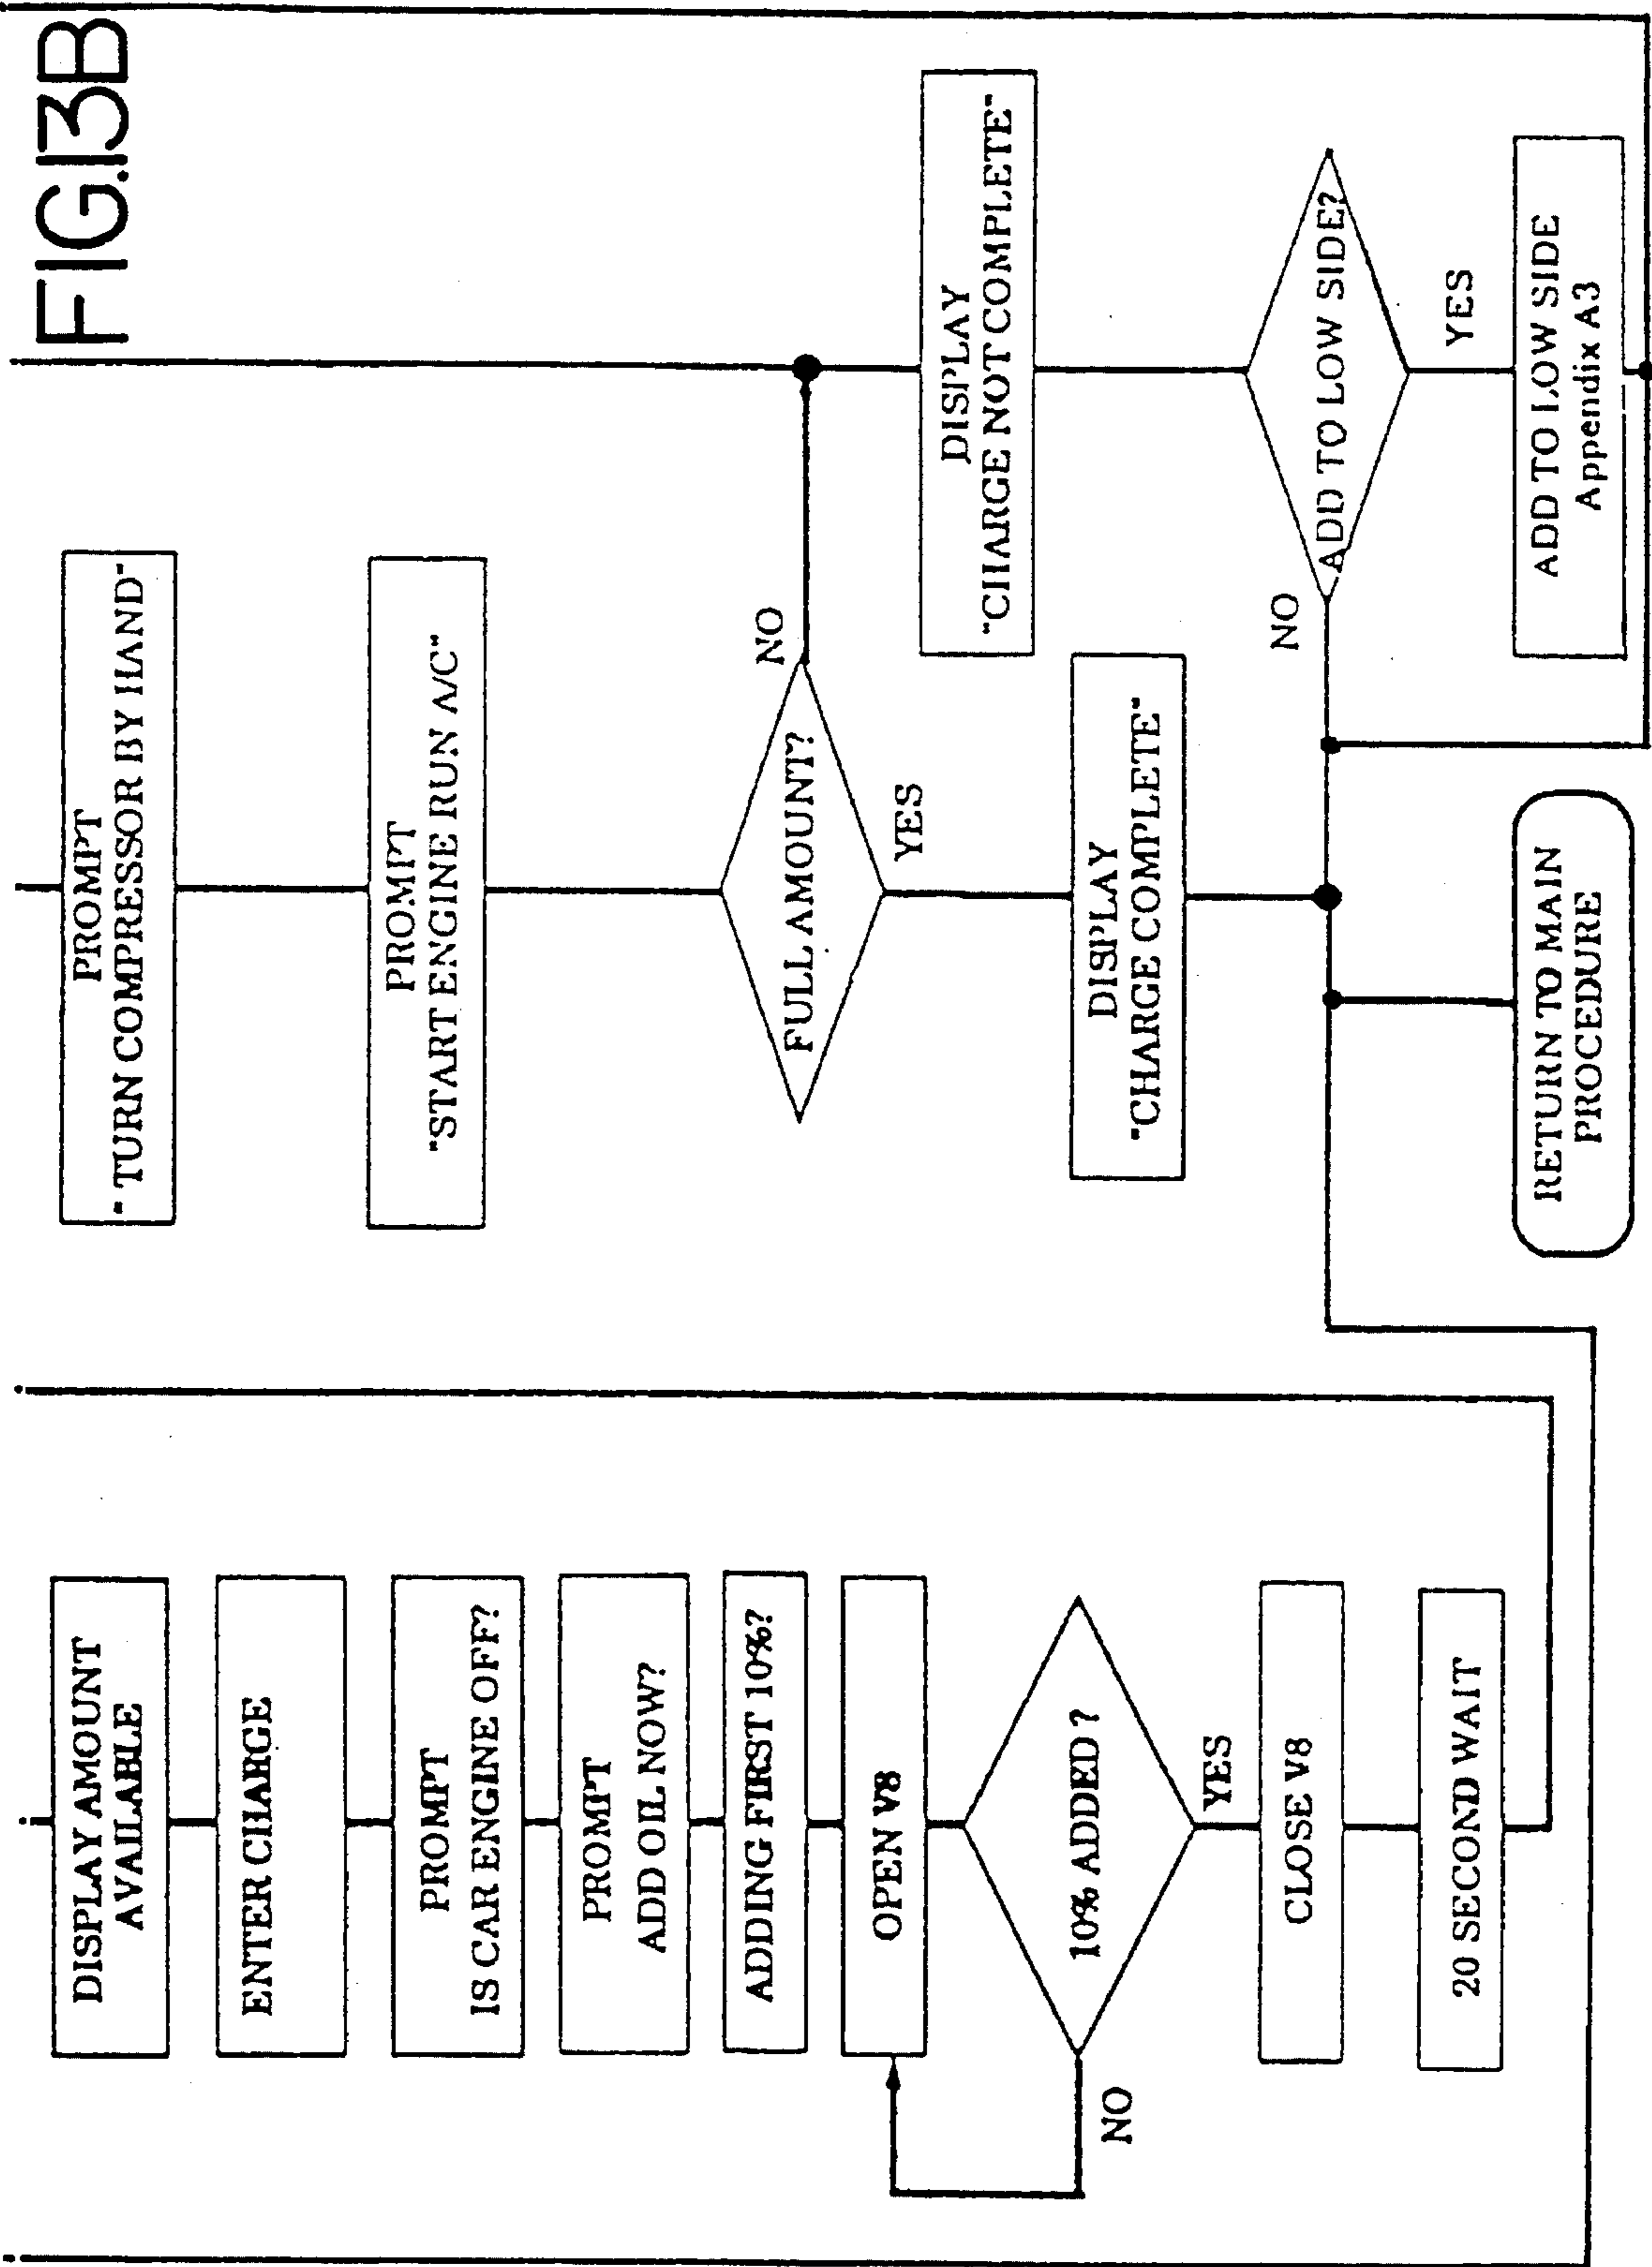 FIG.13B
DISPLAY AMOUNT
AVAILABLE
ENTER CHARGE
PROMPT
IS CAR ENGINE OFF?
PROMPT
ADD OIL NOW?
ADDING FIRST 10%?
OPEN V8
10% ADDED ?
NO
YES
CLOSE V8
20 SECOND WAIT
PROMPT
"TURN COMPRESSOR BY HAND"
PROMPT
"START ENGINE RUN A/C"
FULL AMOUNT?
NO
YES
DISPLAY
"CHARGE COMPLETE"
DISPLAY
"CHARGE NOT COMPLETE"
ADD TO LOW SIDE?
NO
YES
ADD TO LOW SIDE
Appendix A3
RETURN TO MAIN
PROCEDURE